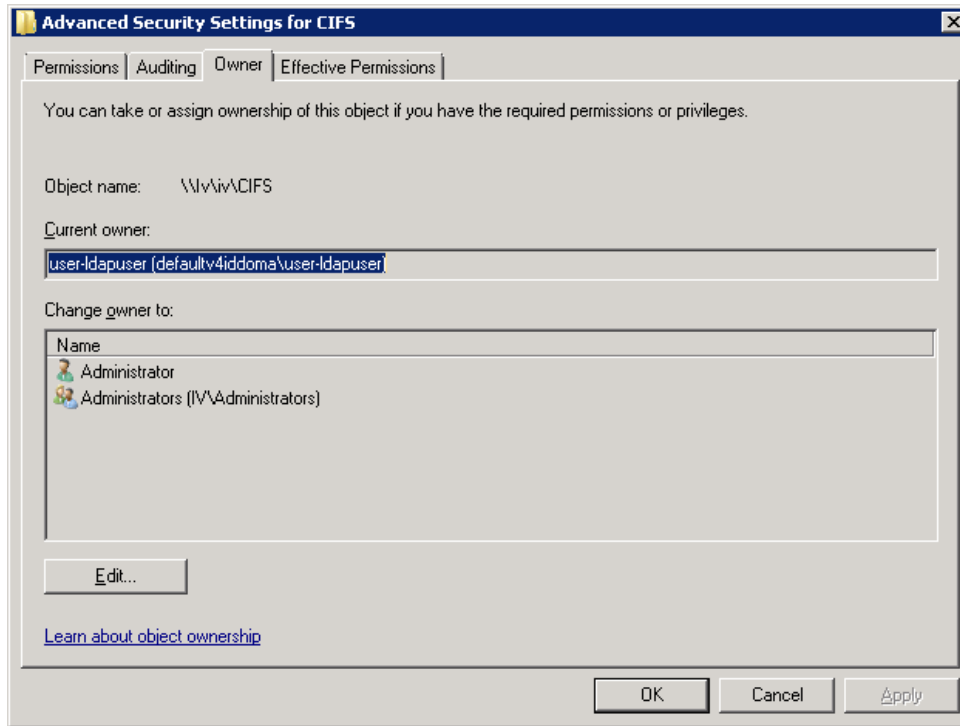 Advanced Security Settings for CIFS
Permissions Auditing Owner Effective Permissions
You can take or assign ownership of this object if you have the required permissions or privileges.
Object name: \\Iv\iv\CIFS
Current owner:
user-ldapuser (defaultv4iddoma\user-ldapuser)
Change owner to:
Name
Administrator
Administrators (IV\Administrators)
Edit...
Learn about object ownership
OK Cancel Apply